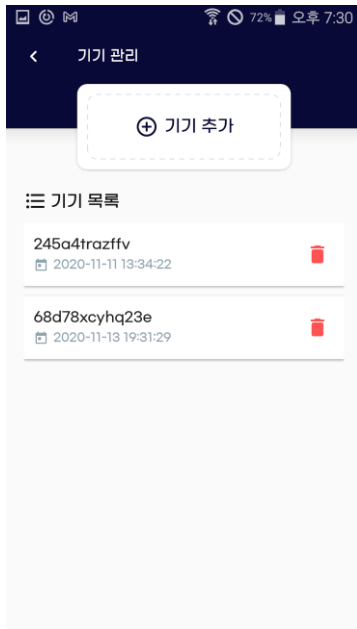 72% 오후 7:30
기기 관리
기기 추가
기기 목록
245a4trazffv
2020-11-11 13:34:22
68d78xcyhq23e
2020-11-13 19:31:29